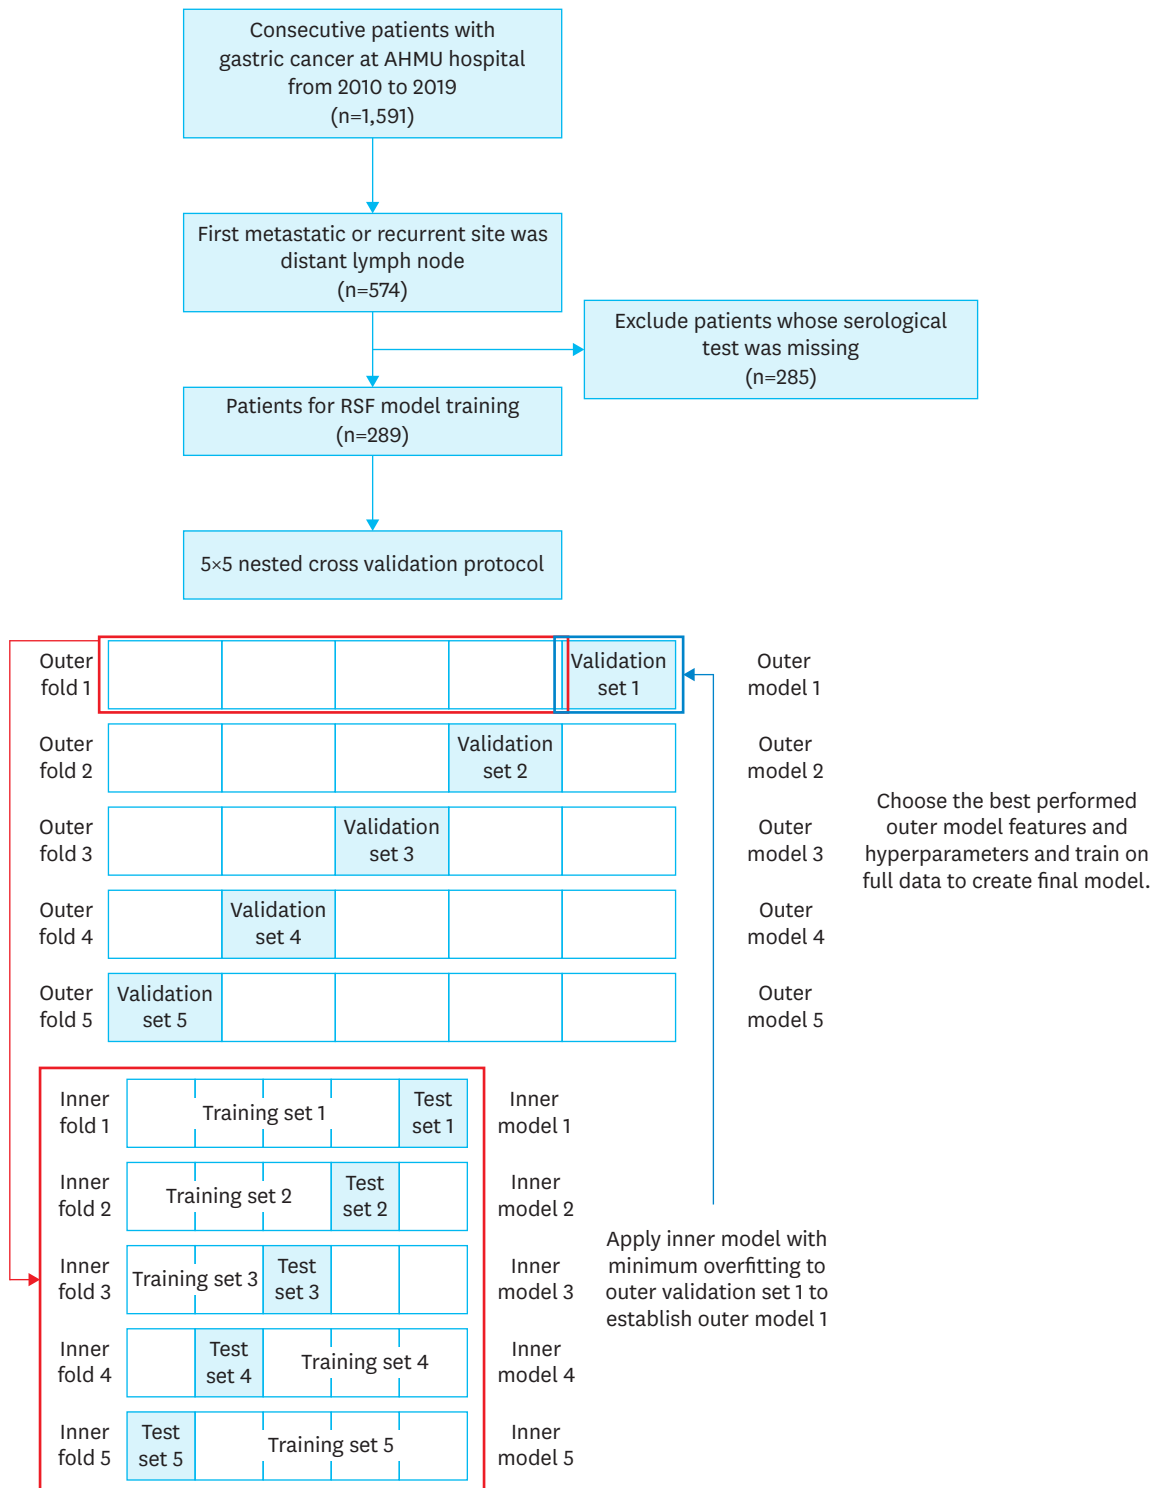 Consecutive patients with
gastric cancer at AHMU hospital
from 2010 to 2019
(n=1,591)
First metastatic or recurrent site was
distant lymph node
(n=574)
Exclude patients whose serological
test was missing
(n=285)
Patients for RSF model training
(n=289)
5×5 nested cross validation protocol
Outer
fold 1
Validation
set 1
Outer
model 1
Outer
fold 2
Validation
set 2
Outer
model 2
Outer
fold 3
Validation
set 3
Outer
model 3
Outer
fold 4
Validation
set 4
Outer
model 4
Outer
fold 5
Validation
set 5
Outer
model 5
Choose the best performed
outer model features and
hyperparameters and train on
full data to create final model.
Inner
fold 1
Training set 1
Test
set 1
Inner
model 1
Inner
fold 2
Training set 2
Test
set 2
Inner
model 2
Inner
fold 3
Training set 3
Test
set 3
Inner
model 3
Inner
fold 4
Test
set 4
Training set 4
Inner
model 4
Inner
fold 5
Test
set 5
Training set 5
Inner
model 5
Apply inner model with
minimum overfitting to
outer validation set 1 to
establish outer model 1